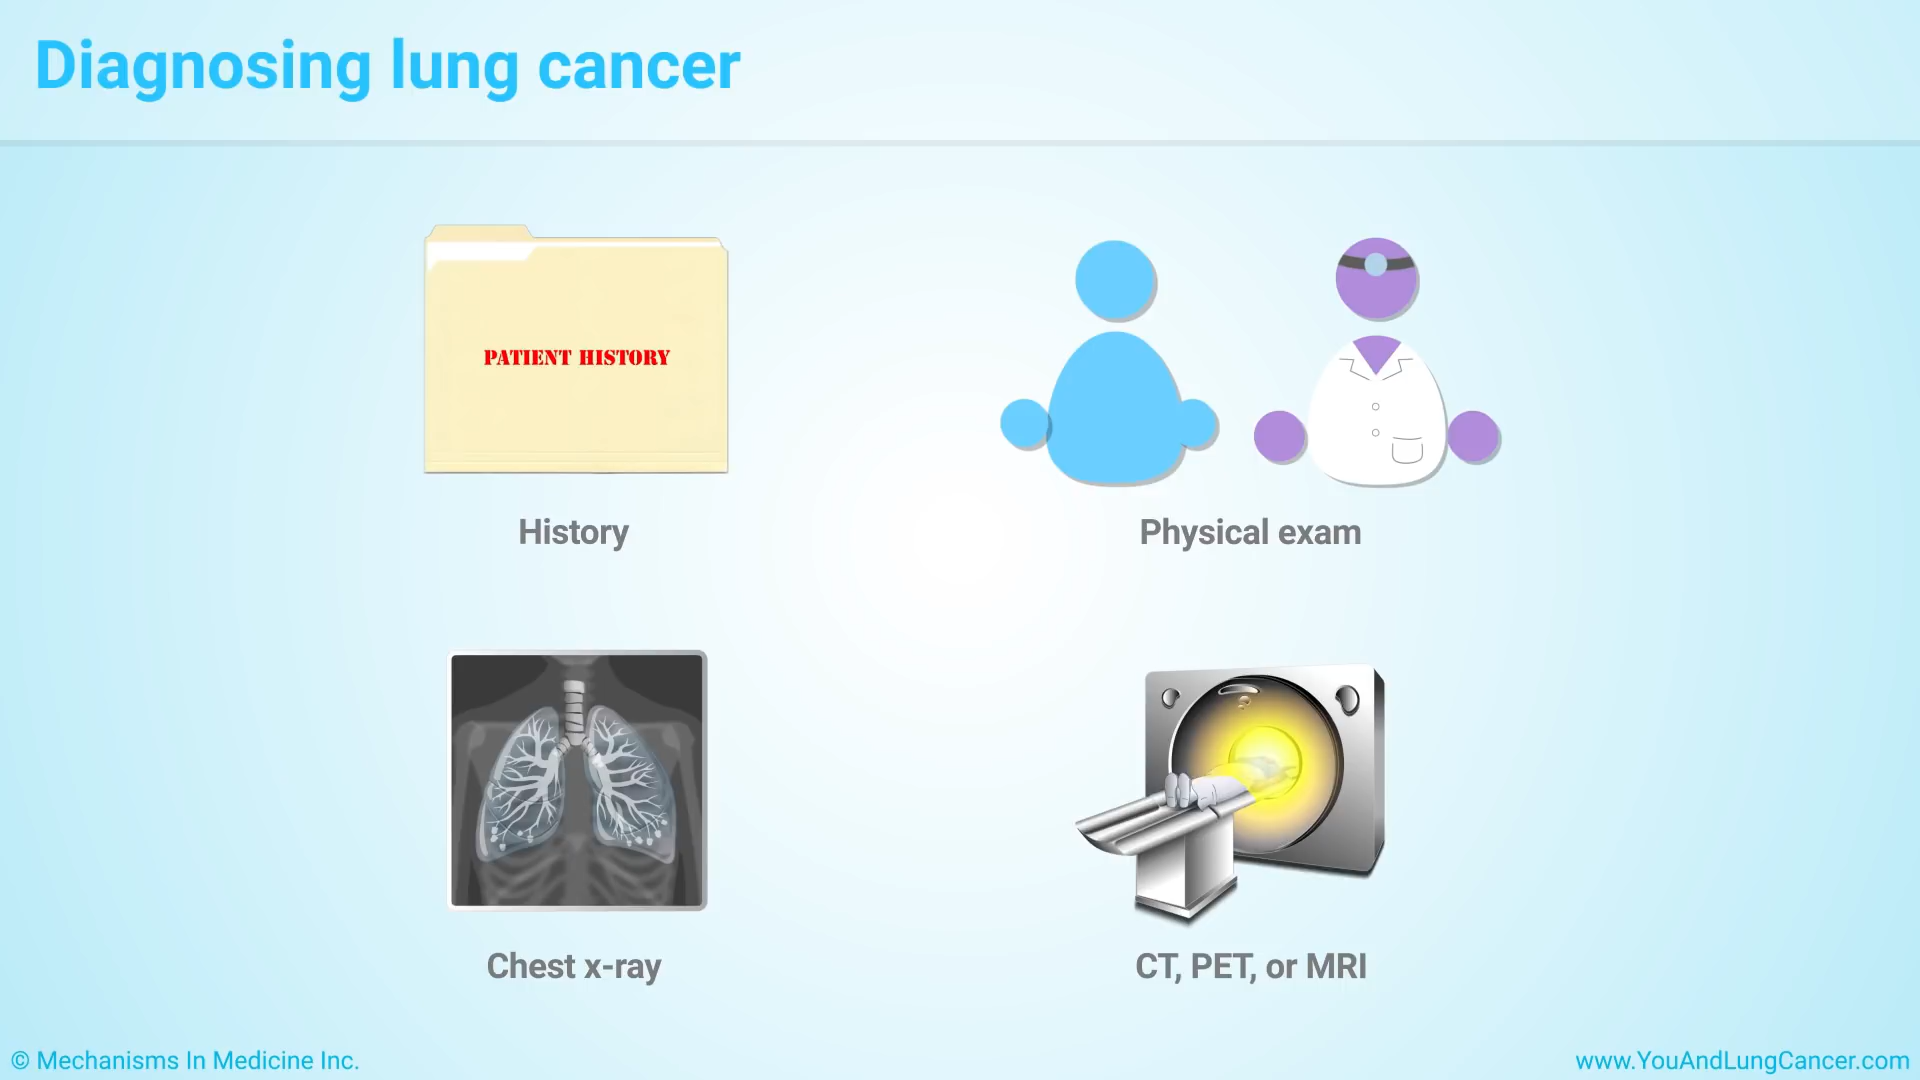 Diagnosing lung cancer
PATIENT HISTORY
History
Physical exam
Chest x-ray
CT, PET, or MRI
© Mechanisms In Medicine Inc.
www.YouAndLungCancer.com